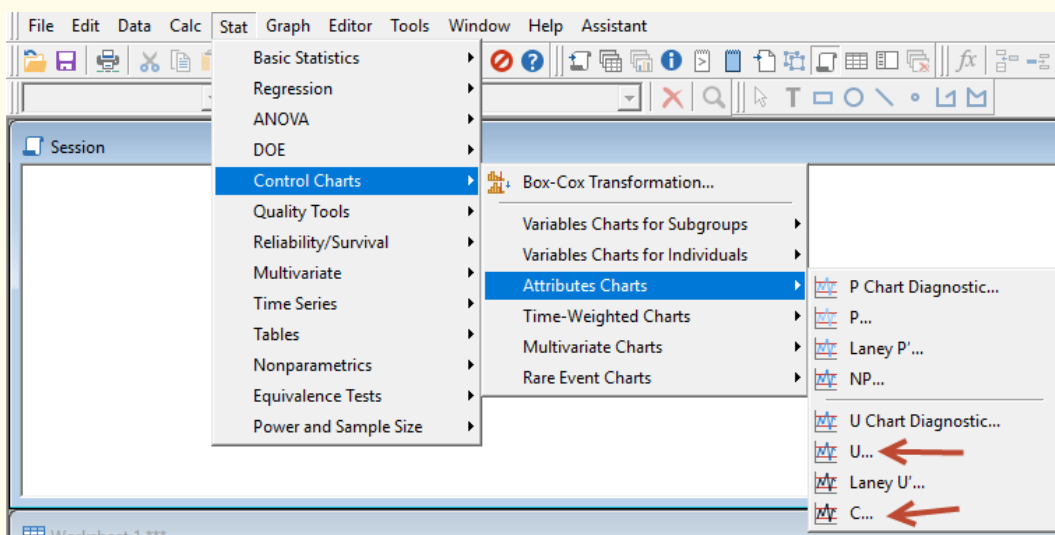 File Edit Data Calc Stat Graph Editor Tools Window Help Assistant
fx
T
Session
Basic Statistics
Regression
ANOVA
DOE
Control Charts
Quality Tools
Reliability/Survival
Multivariate
Time Series
Tables
Nonparametrics
Equivalence Tests
Power and Sample Size
Box-Cox Transformation...
Variables Charts for Subgroups
Variables Charts for Individuals
Attributes Charts
Time-Weighted Charts
Multivariate Charts
Rare Event Charts
P Chart Diagnostic...
P...
Laney P'...
NP...
U Chart Diagnostic...
U...
Laney U'...
C...
Worksheet 1 ***